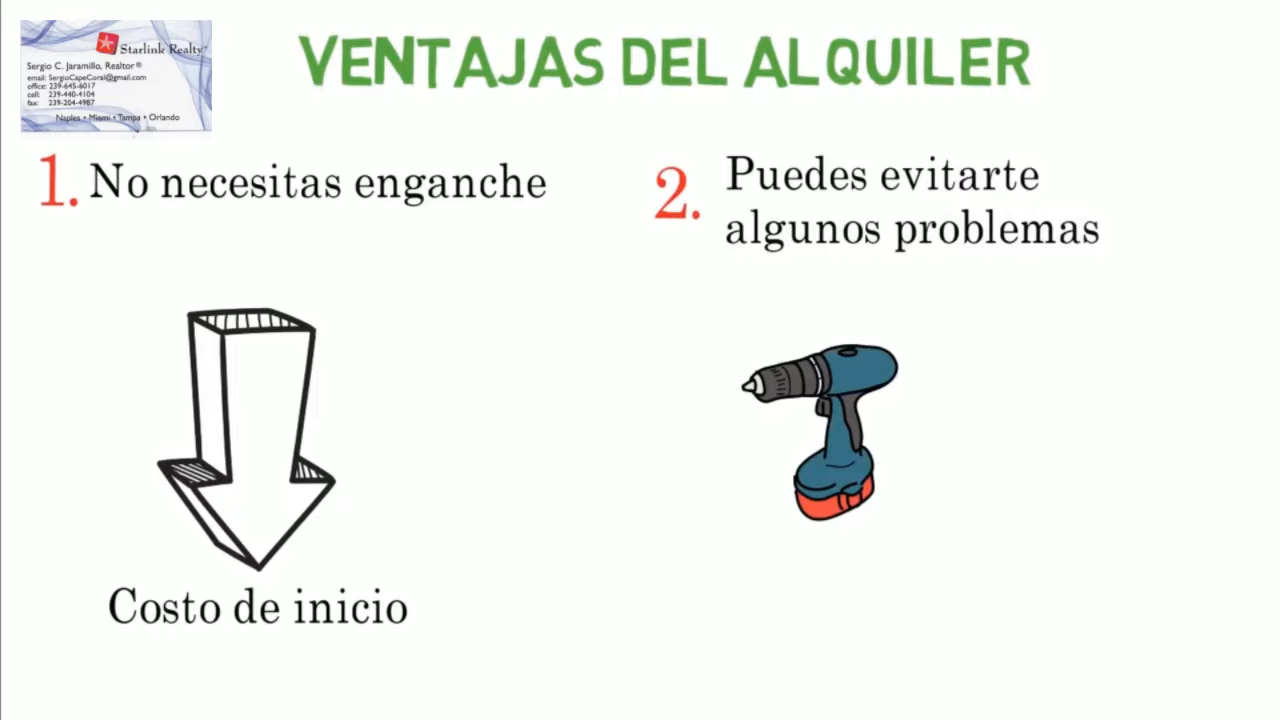 Starlink Realty
Sergio C. Jaramillo, Realtor®
email: SergioCapeCoral@gmail.com
office: 239-645-6017
cell: 239-440-4104
fax: 239-204-4987
Naples • Miami • Tampa • Orlando
VENTAJAS DEL ALQUILER
1. No necesitas enganche
2. Puedes evitarte
algunos problemas
Costo de inicio